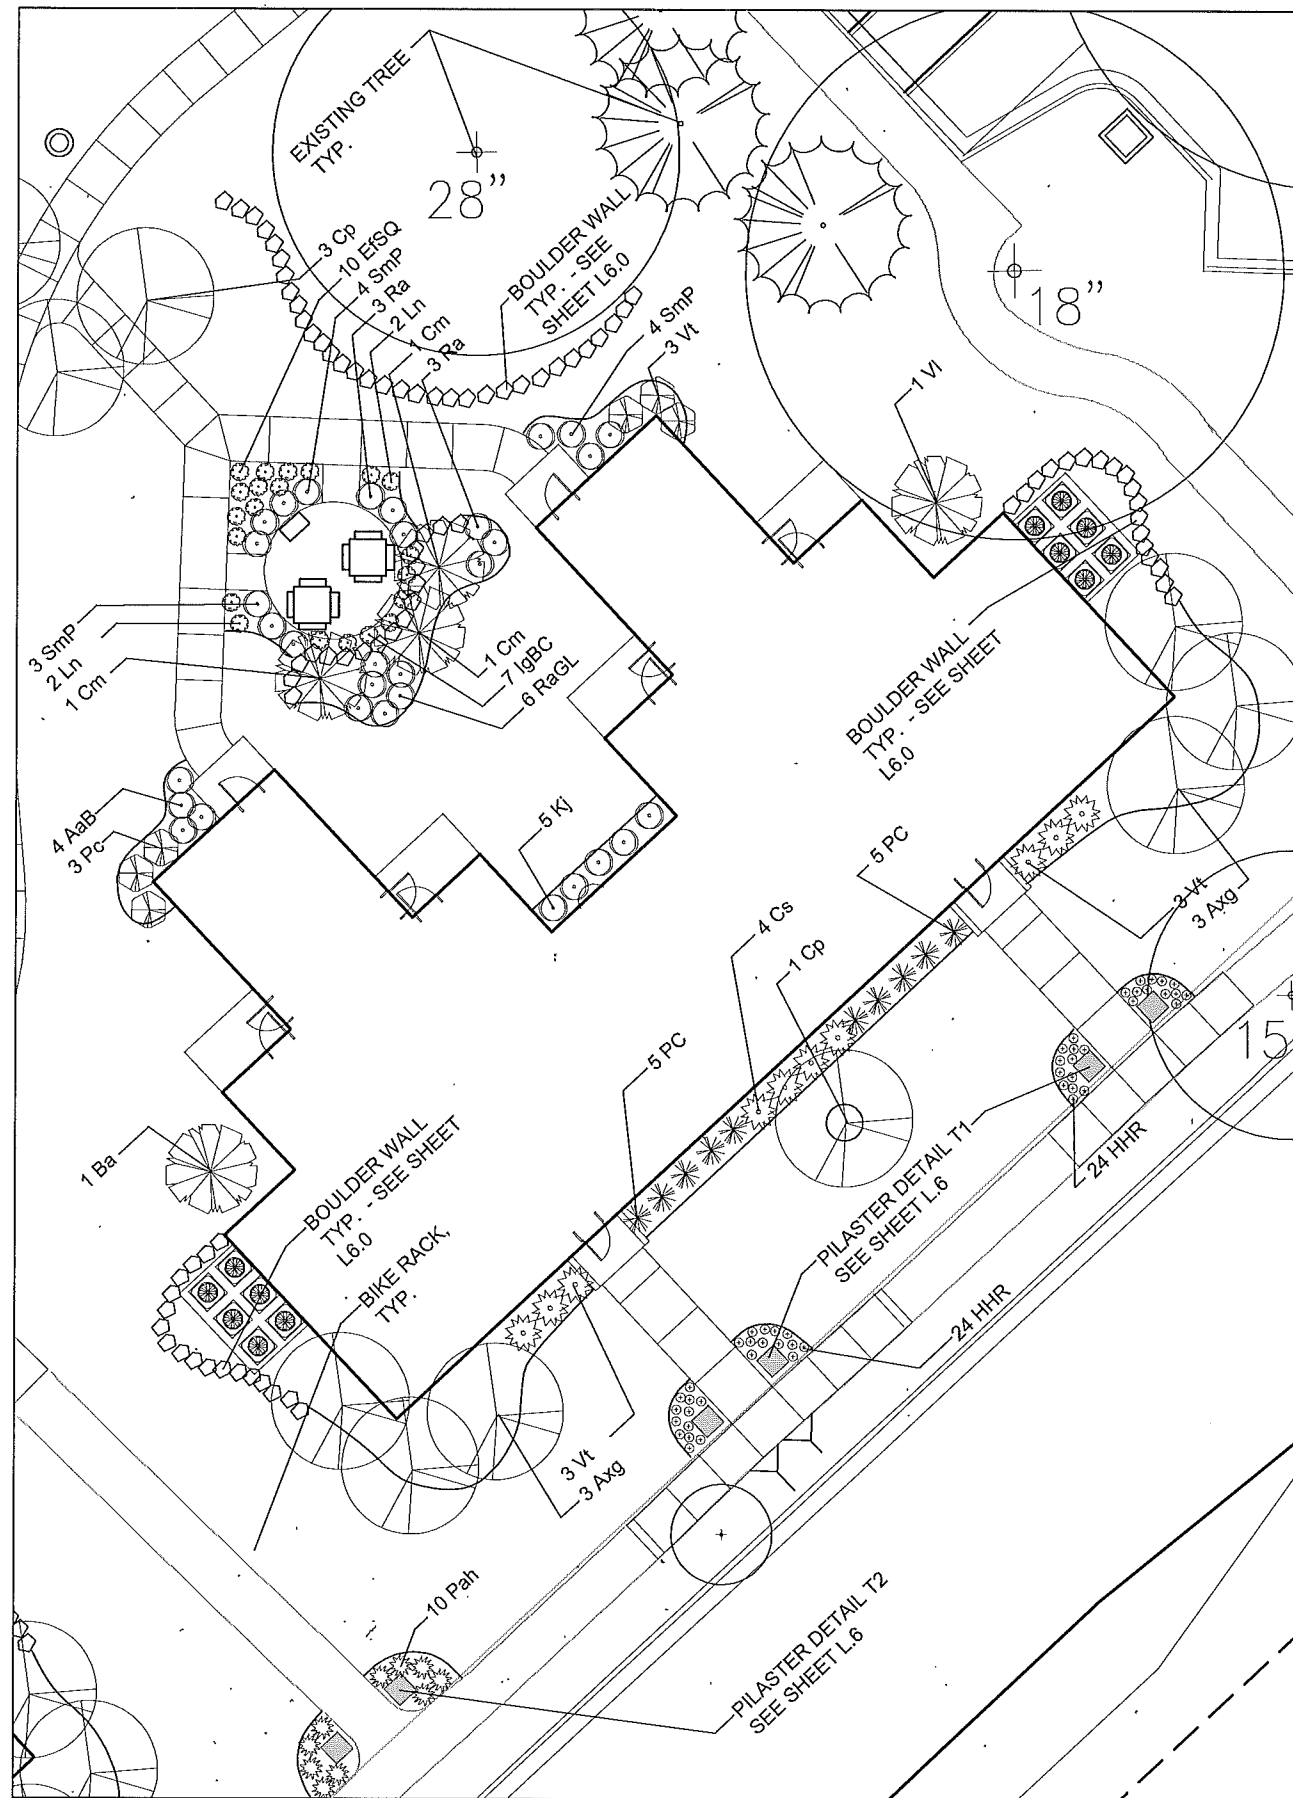 EXISTING TREE
TYP.
28”
3 Cp
10 EfSQ
4 SmP
3 Ra
2 Ln
1 Cm
3 Ra
BOULDER WALL
TYP. - SEE
SHEET L6.0
4 SmP
3 Vt
18”
1 Vl
3 SmP
2 Ln
1 Cm
1 Cm
7 IgBC
6 RaGL
BOULDER WALL
TYP. - SEE SHEET
L6.0
4 AaB
3 Pc
5 Kj
5 PC
3 Vt
3 Axg
4 Cs
1 Cp
15
5 PC
1 Ba
BOULDER WALL
TYP. - SEE SHEET
L6.0
BIKE RACK,
TYP.
PILASTER DETAIL T1
SEE SHEET L.6
24 HHR
24 HHR
3 Vt
3 Axg
10 Pah
PILASTER DETAIL T2
SEE SHEET L.6